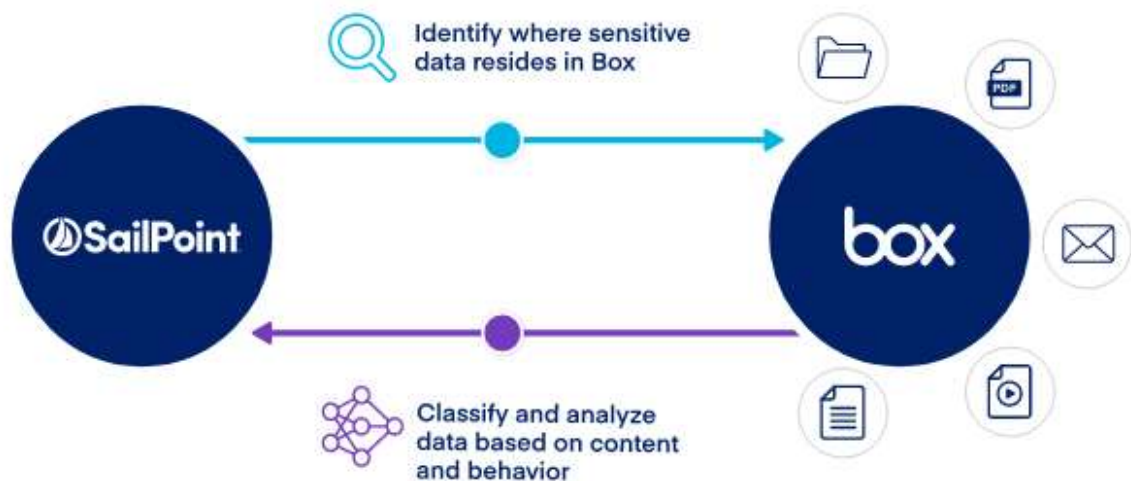 Identify where sensitive
data resides in Box
PDF
SailPoint
box
Classify and analyze
data based on content
and behavior